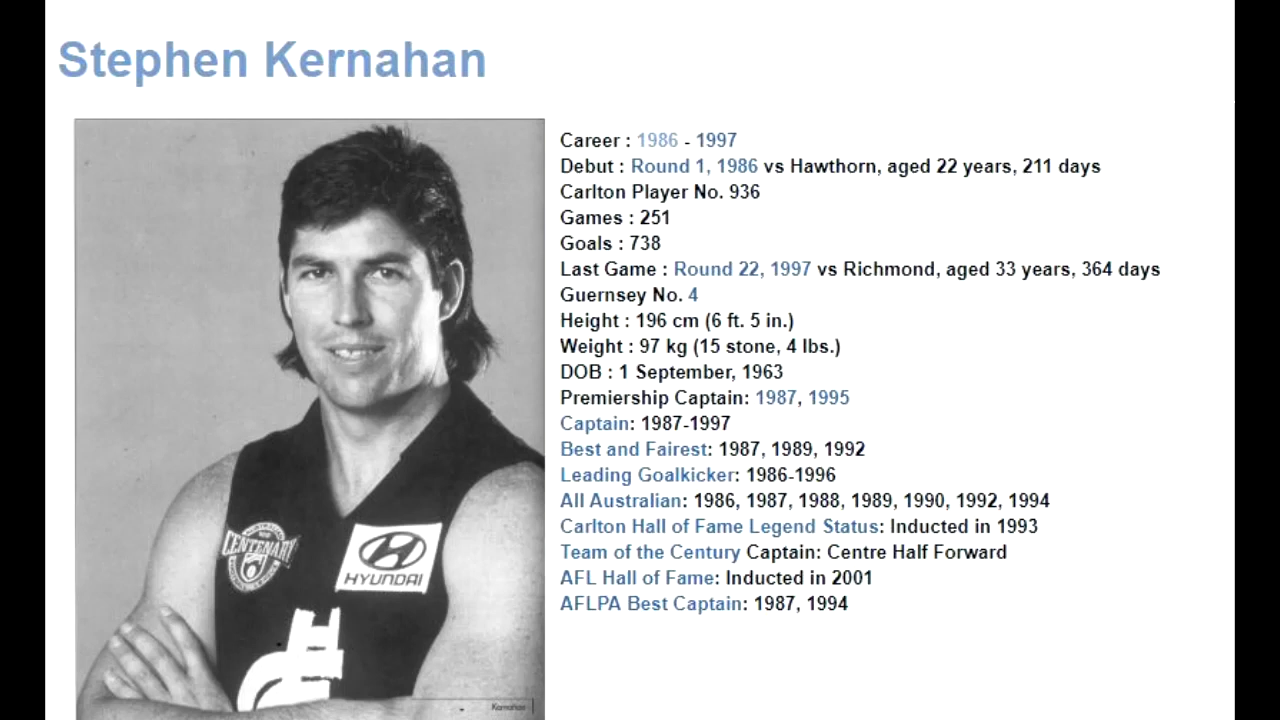 Stephen Kernahan
Career : 1986 - 1997
Debut : Round 1, 1986 vs Hawthorn, aged 22 years, 211 days
Carlton Player No. 936
Games : 251
Goals : 738
Last Game : Round 22, 1997 vs Richmond, aged 33 years, 364 days
Guernsey No. 4
Height : 196 cm (6 ft. 5 in.)
Weight : 97 kg (15 stone, 4 lbs.)
DOB : 1 September, 1963
Premiership Captain: 1987, 1995
Captain: 1987-1997
Best and Fairest: 1987, 1989, 1992
Leading Goalkicker: 1986-1996
All Australian: 1986, 1987, 1988, 1989, 1990, 1992, 1994
Carlton Hall of Fame Legend Status: Inducted in 1993
Team of the Century Captain: Centre Half Forward
AFL Hall of Fame: Inducted in 2001
AFLPA Best Captain: 1987, 1994
CENTENARY
HYUNDAI
Kernahan